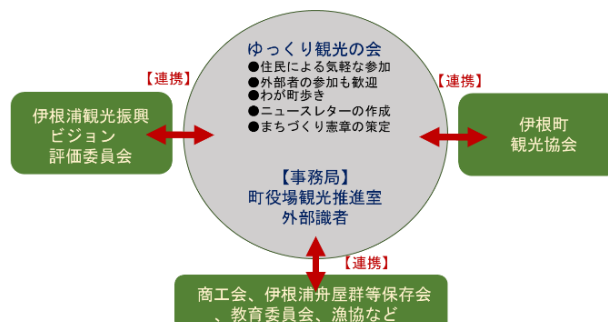 ゆっくり観光の会
●住民による気軽な参加
●外部者の参加も歓迎
●わが町歩き
●ニュースレターの作成
●まちづくり憲章の策定
【連携】
【連携】
伊根浦観光振興
ビジョン
評価委員会
伊根町
観光協会
【事務局】
町役場観光推進室
外部識者
【連携】
商工会、伊根浦舟屋群等保存会
、教育委員会、漁協など